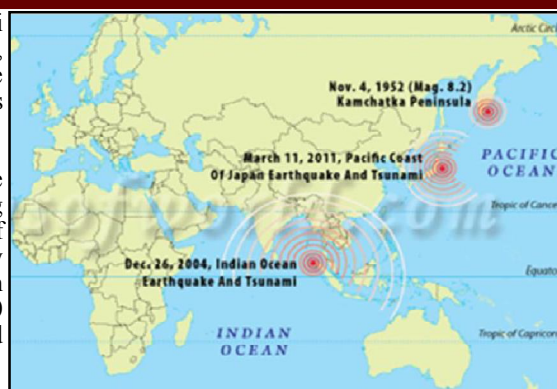 Arctic Circ
Nov. 4, 1952 (Mag. 8.2)
Kamchatka Peninsula
March 11, 2011, Pacific Coast
Of Japan Earthquake And Tsunami
PACIFIC
OCEAN
Tropic of Cance
Dec. 26, 2004, Indian Ocean
Earthquake And Tsunami
Equato
INDIAN
OCEAN
Tropic of Capricor